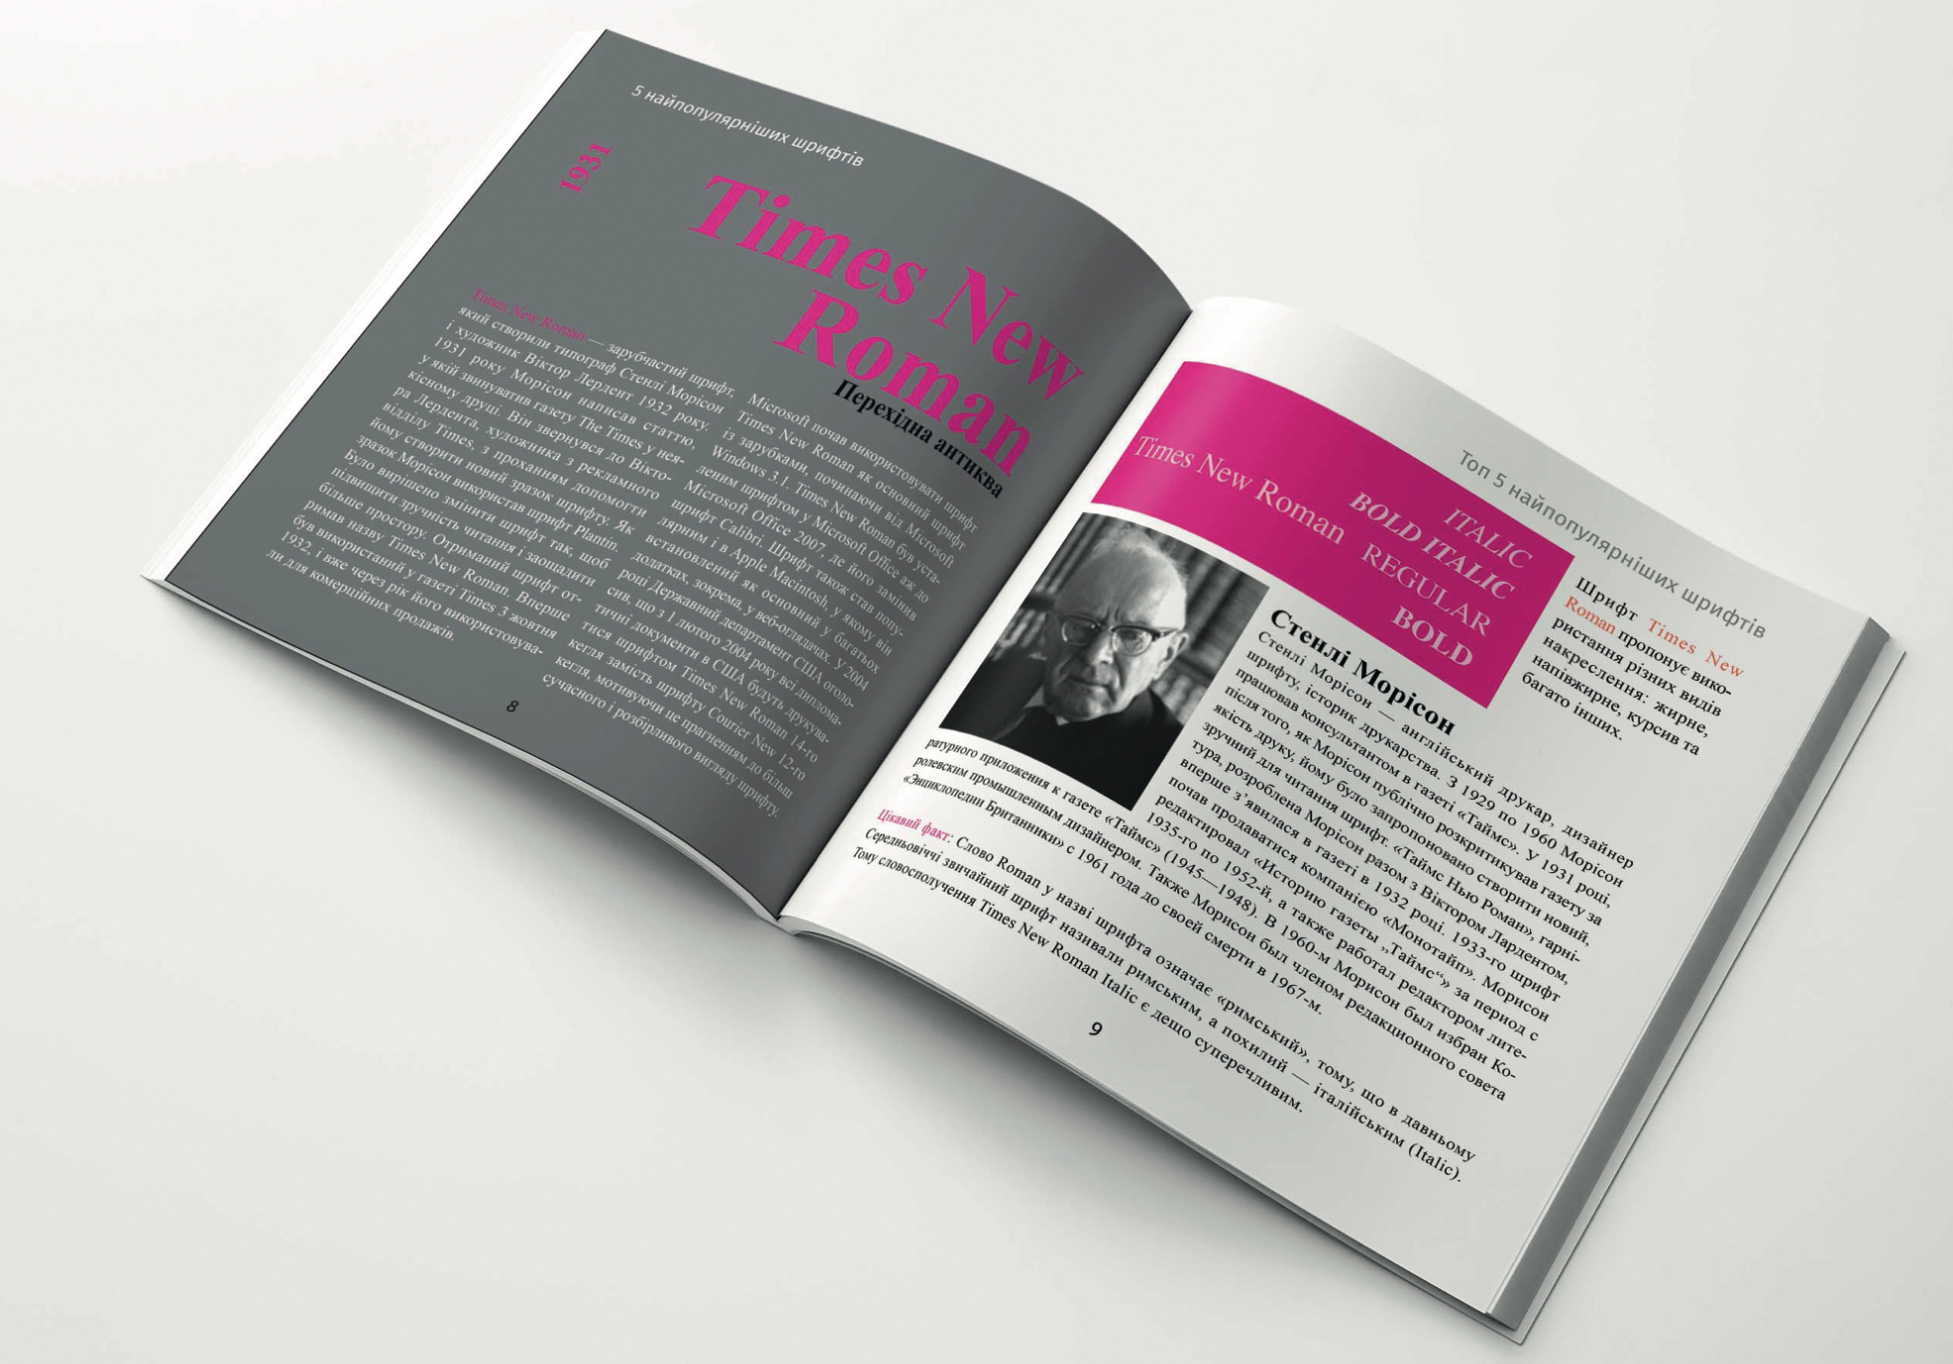 5 найпопулярніших шрифтів
1931
Times New
Roman
Перехідна антиква
Times New Roman — зарубчастий шрифт,
який створили типограф Стенлі Морісон
і художник Віктор Лердент 1932 року.
1931 року Морісон написав статтю,
у якій звинуватив газету The Times у нея-
кісному друці. Він звернувся до Вікто-
ра Лердента, художника з рекламного
відділу Times, з проханням допомогти
йому створити новий зразок шрифту. Як
зразок Морісон використав шрифт Plantin.
Було вирішено змінити шрифт так, щоб
підвищити зручність читання і заощадити
більше простору. Отриманий шрифт от-
римав назву Times New Roman. Вперше
був використаний у газеті Times 3 жовтня
1932, і вже через рік його використовува-
ли для комерційних продажів.
Microsoft почав використовувати шрифт
Times New Roman як основний шрифт
із зарубками, починаючи від Microsoft
Windows 3.1. Times New Roman був уста-
леним шрифтом у Microsoft Office аж до
Microsoft Office 2007, де його замінив
шрифт Calibri. Шрифт також став попу-
лярним і в Apple Macintosh, у якому він
встановлений як основний у багатьох
додатках, зокрема, у веб-оглядачах. У 2004
році Державний департамент США оголо-
сив, що з 1 лютого 2004 року всі диплома-
тичні документи в США будуть друкува-
тися шрифтом Times New Roman 14-го
кегля замість шрифту Courier New 12-го
кегля, мотивуючи це прагненням до більш
сучасного і розбірливого вигляду шрифту.
8
Топ 5 найпопулярніших шрифтів
Times New Roman
ITALIC
BOLD ITALIC
REGULAR
BOLD
Шрифт Times New
Roman пропонує вико-
ристання різних видів
накреслення: жирне,
напівжирне, курсив та
багато інших.
Стенлі Морісон
Стенлі Морісон — англійський друкар, дизайнер
шрифту, історик друкарства. З 1929 по 1960 Морісон
працював консультантом в газеті «Таймс». У 1931 році,
після того, як Морісон публічно розкритикував газету за
якість друку, йому було запропоновано створити новий,
зручний для читання шрифт. «Таймс Нью Роман», гарні-
тура, розроблена Морісон разом з Віктором Лардентом,
вперше з’явилася в газеті в 1932 році. 1933-го шрифт
почав продаватися компанією «Монотайп». Морисон
редактировал «Историю газеты „Таймс“» за период с
1935-го по 1952-й, а также работал редактором лите-
ратурного приложения к газете «Таймс» (1945—1948). В 1960-м Морисон был избран Ко-
ролевским промышленным дизайнером. Также Морисон был членом редакционного совета
«Энциклопедии Британники» с 1961 года до своей смерти в 1967-м.
Цікавий факт: Слово Roman у назві шрифта означає «римський», тому, що в давньому
Середньовіччі звичайний шрифт називали римським, а похилий — італійським (Italic).
Тому словосполучення Times New Roman Italic є дещо суперечливим.
9